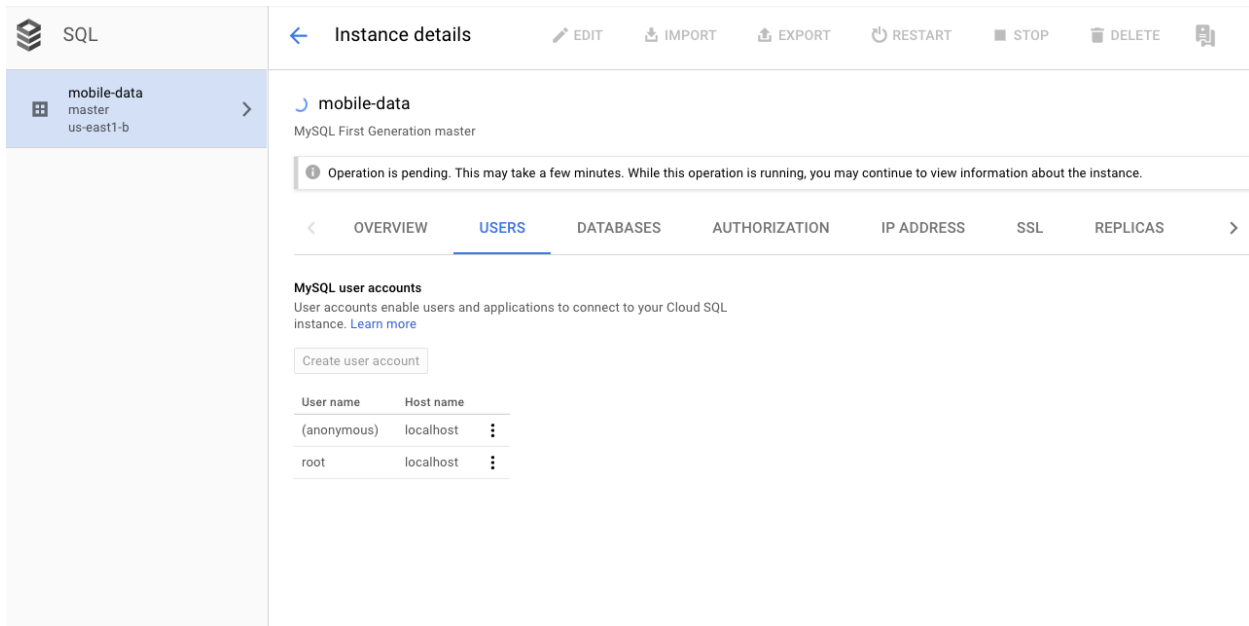 SQL
Instance details
EDIT
IMPORT
EXPORT
RESTART
STOP
DELETE
mobile-data
master
us-east1-b
mobile-data
MySQL First Generation master
Operation is pending. This may take a few minutes. While this operation is running, you may continue to view information about the instance.
OVERVIEW
USERS
DATABASES
AUTHORIZATION
IP ADDRESS
SSL
REPLICAS
MySQL user accounts
User accounts enable users and applications to connect to your Cloud SQL
instance. Learn more
Create user account
User name Host name
(anonymous) localhost
root localhost